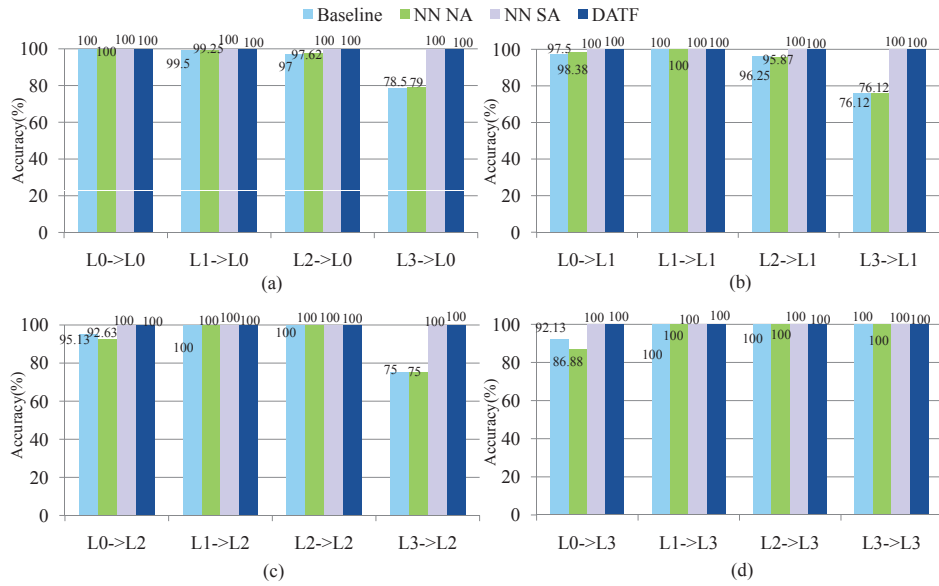 Baseline NN NA NN SA DATF
100 100 100 100 99.5 99.25 100 100 97 97.62 100 100 78.5 79 100 100
Accuracy(%)
100
80
60
40
20
0
L0->L0 L1->L0 L2->L0 L3->L0
(a)
97.5 98.38 100 100 100 100 100 100 96.25 95.87 100 100 76.12 76.12 100 100
Accuracy(%)
100
80
60
40
20
0
L0->L1 L1->L1 L2->L1 L3->L1
(b)
95.13 92.63 100 100 100 100 100 100 100 100 100 100 75 75 100 100
Accuracy(%)
100
80
60
40
20
0
L0->L2 L1->L2 L2->L2 L3->L2
(c)
92.13 86.88 100 100 100 100 100 100 100 100 100 100 100 100 100 100
Accuracy(%)
100
80
60
40
20
0
L0->L3 L1->L3 L2->L3 L3->L3
(d)